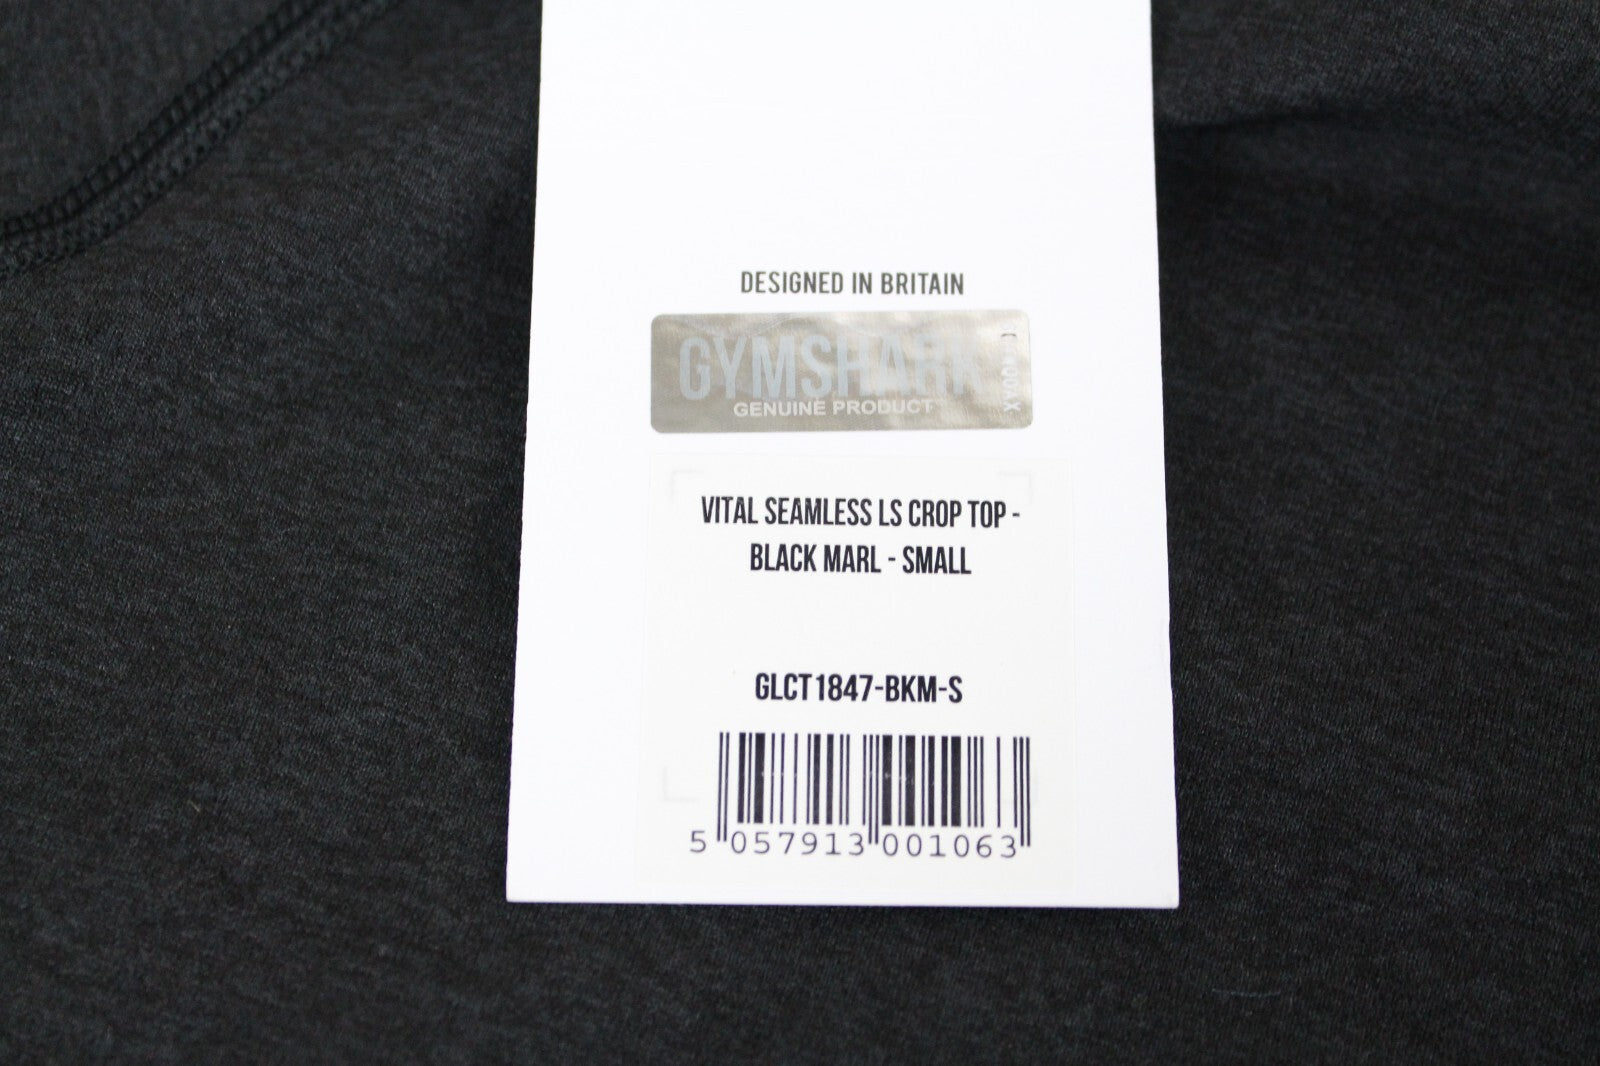 DESIGNED IN BRITAIN
GYMSHARK
GENUINE PRODUCT
VITAL SEAMLESS LS CROP TOP -
BLACK MARL - SMALL
GLCT1847-BKM-S
5 057913 001063